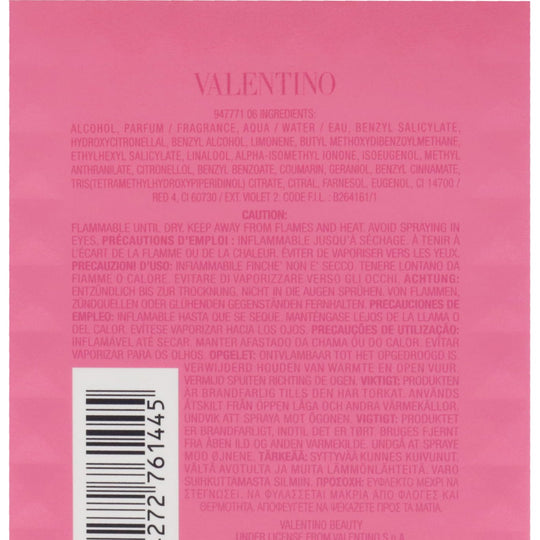 VALENTINO
947771 06 INGREDIENTS:
ALCOHOL, PARFUM / FRAGRANCE, AQUA / WATER / EAU, BENZYL SALICYLATE,
HYDROXYCITRONELLAL, BENZYL ALCOHOL, LIMONENE, BUTYL METHOXYDIBENZOYLMETHANE,
ETHYLHEXYL SALICYLATE, LINALOOL, ALPHA-ISOMETHYL IONONE, ISOEUGENOL, METHYL
ANTHRANILATE, CITRONELLOL, BENZYL BENZOATE, COUMARIN, GERANIOL, BENZYL CINNAMATE,
TRIS(TETRAMETHYLHYDROXYPIPERIDINOL) CITRATE, CITRAL, FARNESOL, EUGENOL, CI 14700 /
RED 4, CI 60730 / EXT. VIOLET 2: CODE F.I.L. : B264161/1
CAUTION:
FLAMMABLE UNTIL DRY. KEEP AWAY FROM FLAMES AND HEAT. AVOID SPRAYING IN
EYES. PRÉCAUTIONS D'EMPLOI : INFLAMMABLE JUSQU'À SÉCHAGE. À TENIR À
L'ÉCART DE LA FLAMME OU DE LA CHALEUR. ÉVITER DE VAPORISER VERS LES YEUX.
PRECAUZIONI D'USO: INFIAMMABILE FINCHE' NON E' SECCO. TENERE LONTANO DA
FIAMME O CALORE. EVITARE DI VAPORIZZARE VERSO GLI OCCHI. ACHTUNG:
ENTZÜNDLICH BIS ZUR TROCKNUNG. NICHT IN DIE AUGEN SPRÜHEN. VON FLAMMEN,
ZÜNDQUELLEN ODER GLÜHENDEN GEGENSTÄNDEN FERNHALTEN. PRECAUCIONES DE
EMPLEO: INFLAMABLE HASTA QUE SE SEQUE. MANTÉNGASE LEJOS DE LA LLAMA O
DEL CALOR. EVÍTESE VAPORIZAR HACIA LOS OJOS. PRECAUÇÕES DE UTILIZAÇÃO:
INFLAMÁVEL ATÉ SECAR. MANTER AFASTADO DA CHAMA OU DO CALOR. EVITAR
VAPORIZAR PARA OS OLHOS. OPGELET: ONTVLAMBAAR TOT HET OPGEDROOGD IS.
VERWIJDERD HOUDEN VAN WARMTE EN OPEN VUUR.
VERMIJD SPUITEN RICHTING DE OGEN. VIKTIGT: PRODUKTEN
ÄR BRANDFARLIG TILLS DEN HAR TORKAT. ANVÄNDS
ÅTSKILT FRÅN ÖPPEN LÅGA OCH ANDRA VÄRMEKÄLLOR.
UNDVIK ATT SPRAYA MOT ÖGONEN. VIGTIGT: PRODUKTET
ER BRANDFARLIGT, INDTIL DET ER TØRT. BRUGES FJERNT
FRA ÅBEN ILD OG ANDEN VARMEKILDE. UNDGÅ AT SPRAYE
MOD ØJNENE. TÄRKEÄÄ: SYTTYVÄÄ KUNNES KUIVUNUT.
VÄLTÄ AVOTULTA JA MUITA LÄMMÖNLÄHTEITÄ. VARO
SUIHKUTTAMASTA SILMIIN. ΠΡΟΣΟΧΗ: ΕΥΦΛΕΚΤΟ ΜΕΧΡΙ ΝΑ
ΣΤΕΓΝΩΣΕΙ. ΝΑ ΦΥΛΑΣΣΕΤΑΙ ΜΑΚΡΙΑ ΑΠΟ ΦΛΟΓΕΣ ΚΑΙ
ΘΕΡΜΟΤΗΤΑ. ΑΠΟΦΕΥΓΕΤΕ ΝΑ ΨΕΚΑΖΕΤΕ ΠΡΟΣ ΤΑ ΜΑΤΙΑ.
VALENTINO BEAUTY
UNDER LICENSE FROM VALENTINO S.p.A.
4272 761445